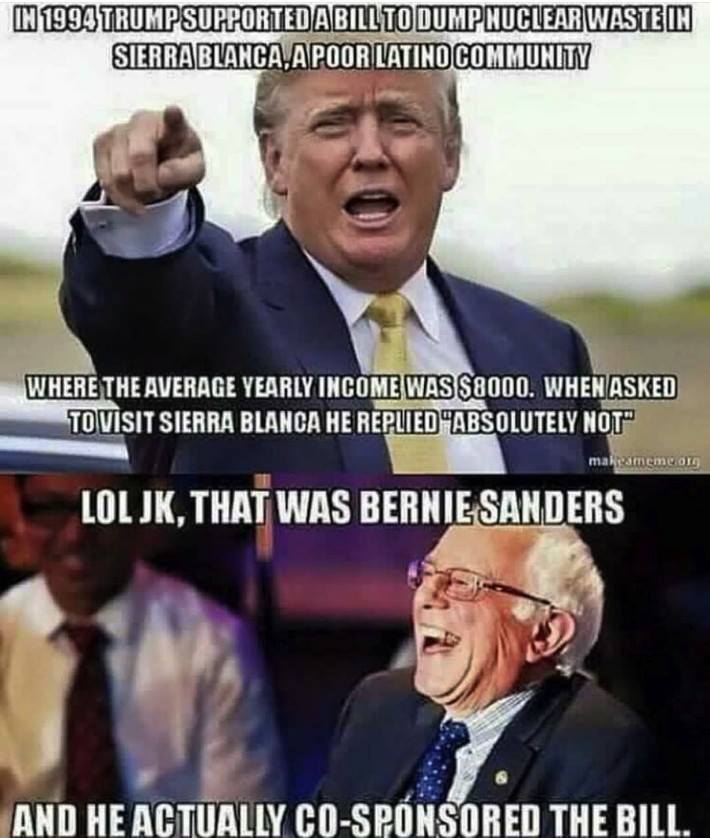 IN 1994 TRUMP SUPPORTED A BILL TO DUMP NUCLEAR WASTE IN
SIERRA BLANCA, A POOR LATINO COMMUNITY
WHERE THE AVERAGE YEARLY INCOME WAS $8000. WHEN ASKED
TO VISIT SIERRA BLANCA HE REPLIED "ABSOLUTELY NOT"
makeameme.org
LOL JK, THAT WAS BERNIE SANDERS
AND HE ACTUALLY CO-SPONSORED THE BILL.